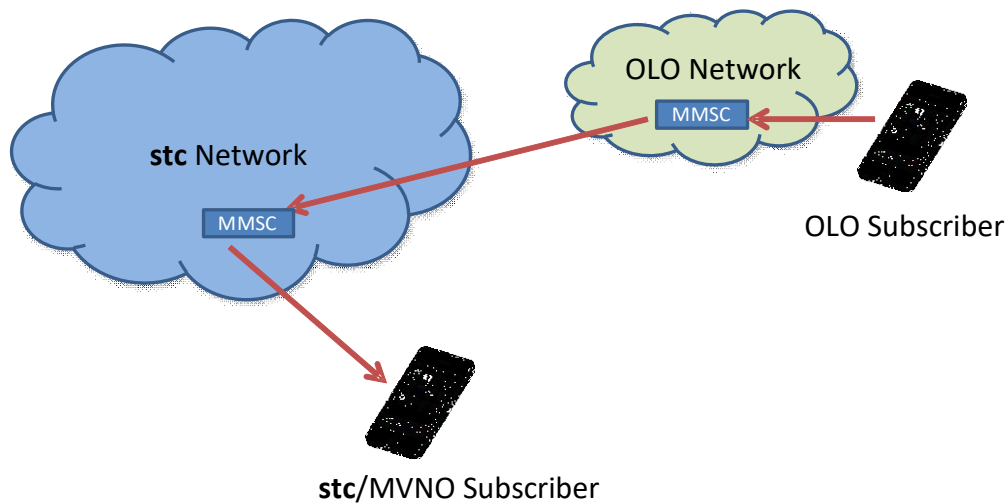 OLO Network
MMSC
stc Network
MMSC
OLO Subscriber
stc/MVNO Subscriber